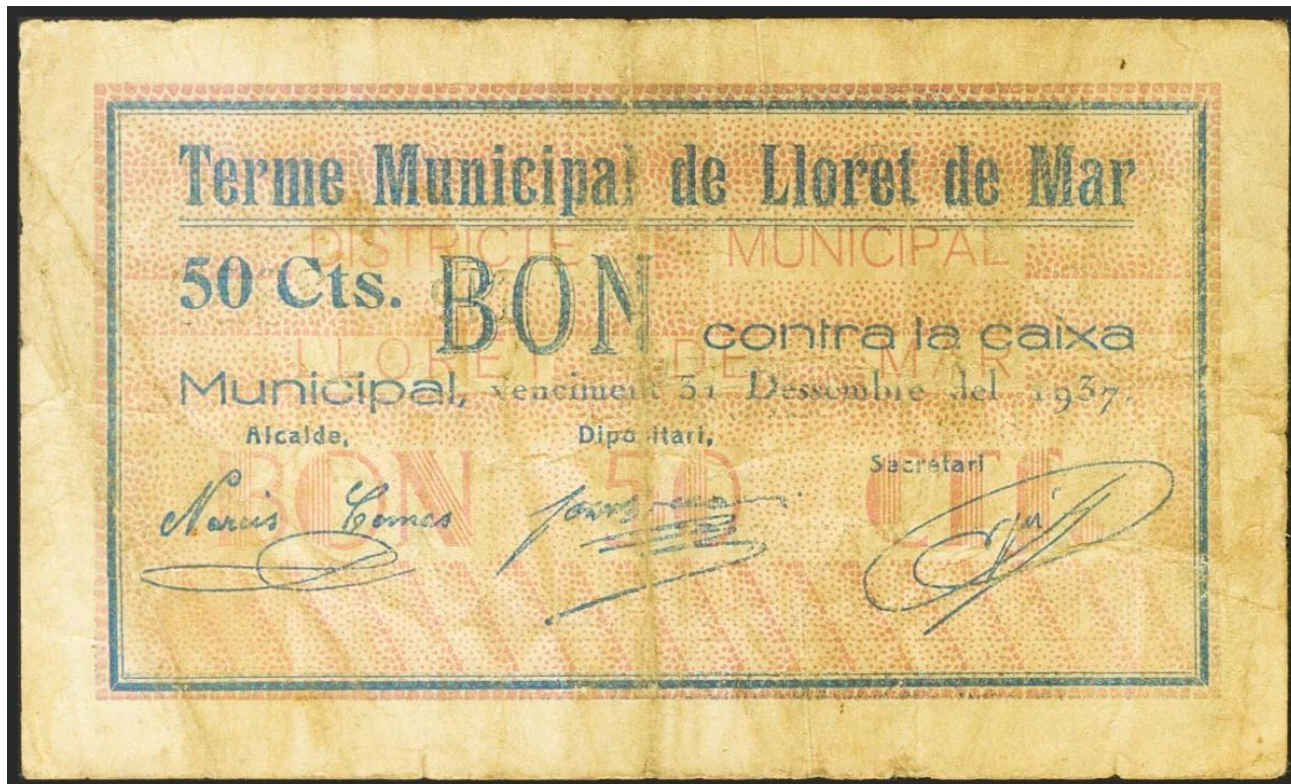 Terme Municipal de Lloret de Mar
DISTRICTE MUNICIPAL
50 Cts. BON contra la caixa
LLORET DE MAR
Municipal, venciment 31 Dessembre del 1937.
Alcalde, Dipositari, Secretari
BON 50 CTS
Narcis Comas